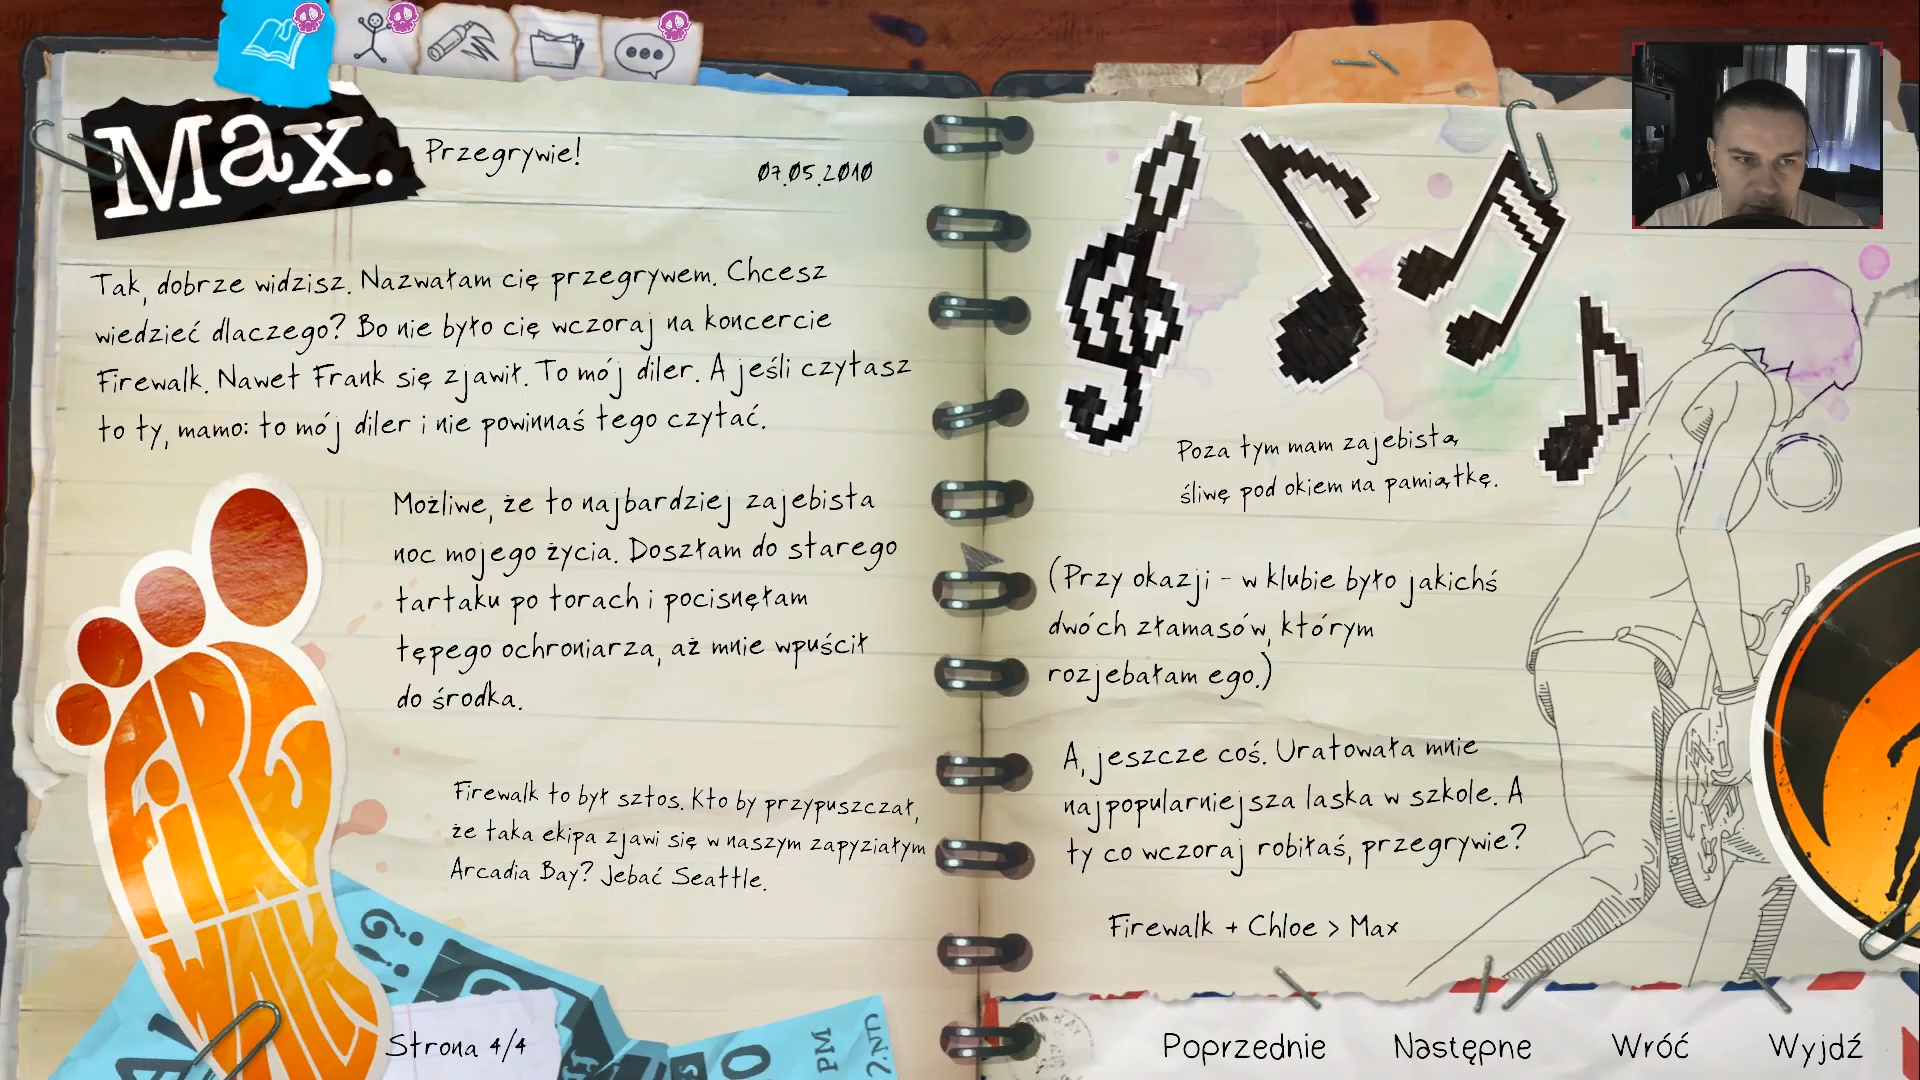 Max.
Przegrywie!
07.05.2010
Tak, dobrze widzisz. Nazwałam cię przegrywem. Chcesz
wiedzieć dlaczego? Bo nie było cię wczoraj na koncercie
Firewalk. Nawet Frank się zjawił. To mój diler. A jeśli czytasz
to ty, mamo: to mój diler i nie powinnaś tego czytać.
Możliwe, że to najbardziej zajebista
noc mojego życia. Doszłam do starego
tartaku po torach i pocisnęłam
tępego ochroniarza, aż mnie wpuścił
do środka.
FIRE
WALK
Firewalk to był sztos. Kto by przypuszczał,
że taka ekipa zjawi się w naszym zapyziałym
Arcadia Bay? Jebać Seattle.
PM
Strona 4/4
Poza tym mam zajebistą
śliwę pod okiem na pamiątkę.
(Przy okazji - w klubie było jakichś
dwóch złamasów, którym
rozjebałam ego.)
A, jeszcze coś. Uratowała mnie
najpopularniejsza laska w szkole. A
ty co wczoraj robiłaś, przegrywie?
Firewalk + Chloe > Max
Poprzednie
Następne
Wróć
Wyjdź